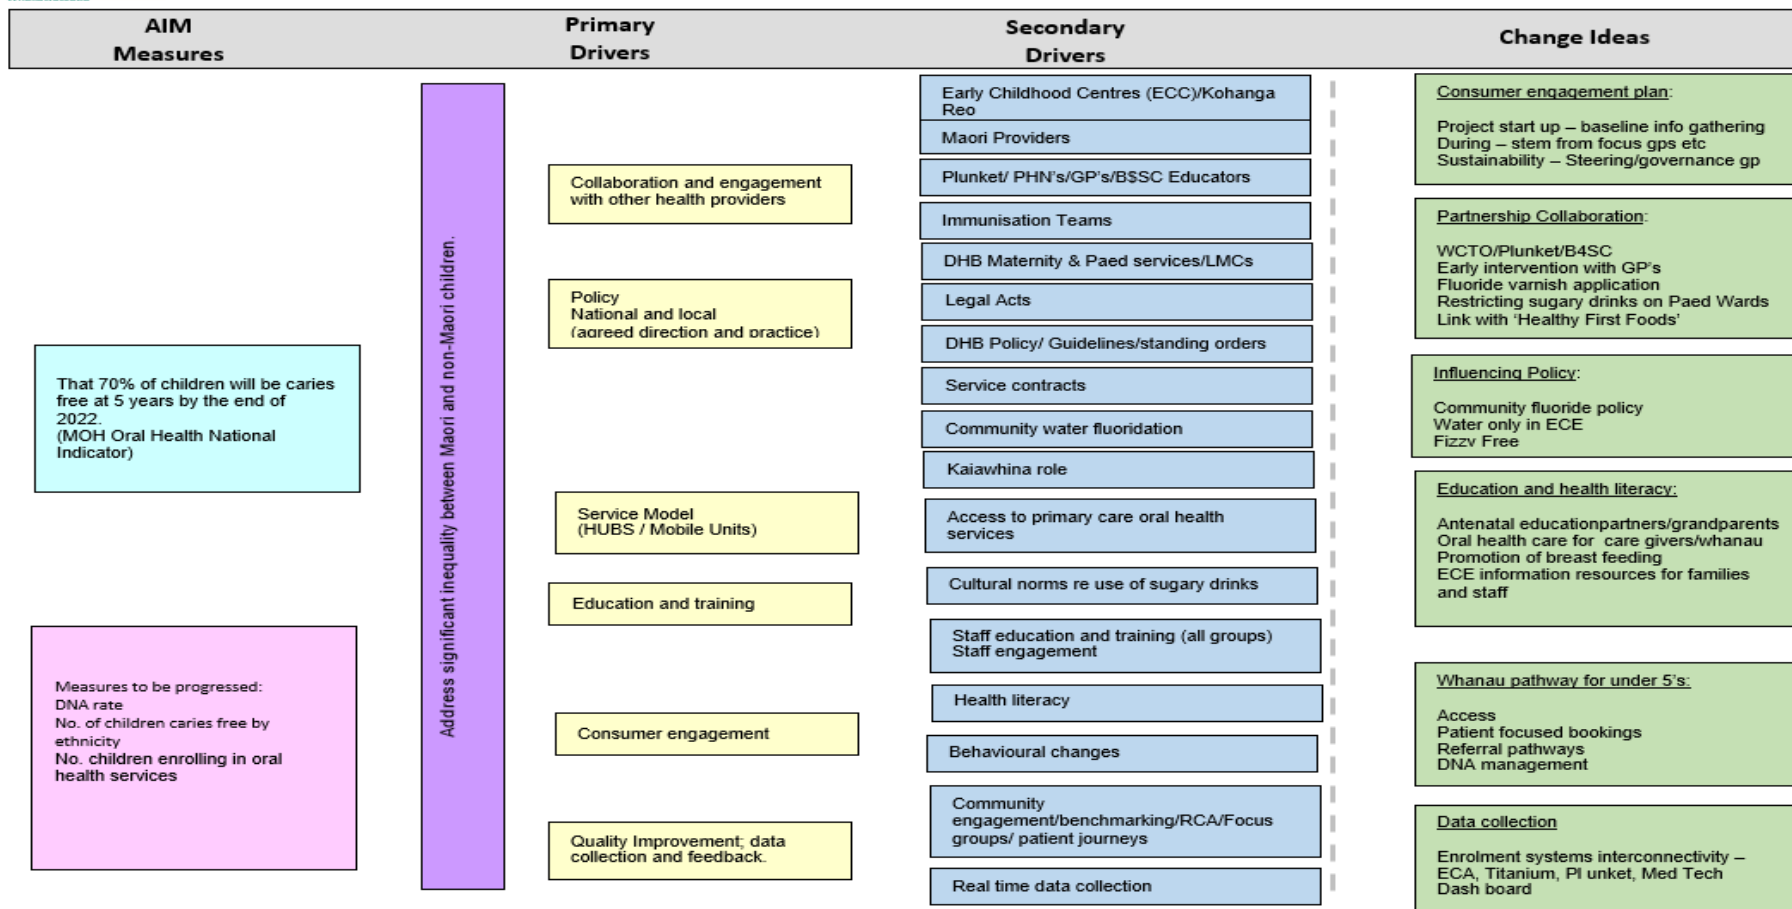 AIM
Measures
Primary
Drivers
Secondary
Drivers
Change Ideas
That 70% of children will be caries
free at 5 years by the end of
2022.
(MOH Oral Health National
Indicator)
Measures to be progressed:
DNA rate
No. of children caries free by
ethnicity
No. children enrolling in oral
health services
Address significant inequality between Maori and non-Maori children.
Collaboration and engagement
with other health providers
Policy
National and local
(agreed direction and practice)
Service Model
(HUBS / Mobile Units)
Education and training
Consumer engagement
Quality Improvement; data
collection and feedback.
Early Childhood Centres (ECC)/Kohanga
Reo
Maori Providers
Plunket/ PHN's/GP's/B$SC Educators
Immunisation Teams
DHB Maternity & Paed services/LMCs
Legal Acts
DHB Policy/ Guidelines/standing orders
Service contracts
Community water fluoridation
Kaiawhina role
Access to primary care oral health
services
Cultural norms re use of sugary drinks
Staff education and training (all groups)
Staff engagement
Health literacy
Behavioural changes
Community
engagement/benchmarking/RCA/Focus
groups/ patient journeys
Real time data collection
Consumer engagement plan:
Project start up – baseline info gathering
During – stem from focus gps etc
Sustainability – Steering/governance gp
Partnership Collaboration:
WCTO/Plunket/B4SC
Early intervention with GP's
Fluoride varnish application
Restricting sugary drinks on Paed Wards
Link with 'Healthy First Foods'
Influencing Policy:
Community fluoride policy
Water only in ECE
Fizzy Free
Education and health literacy:
Antenatal educationpartners/grandparents
Oral health care for care givers/whanau
Promotion of breast feeding
ECE information resources for families
and staff
Whanau pathway for under 5's:
Access
Patient focused bookings
Referral pathways
DNA management
Data collection
Enrolment systems interconnectivity –
ECA, Titanium, Pl unket, Med Tech
Dash board